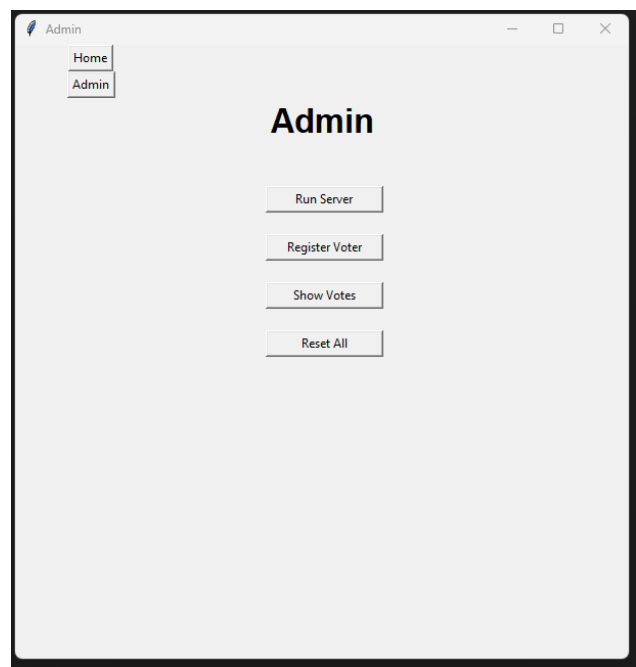 Admin
Home
Admin
Admin
Run Server
Register Voter
Show Votes
Reset All